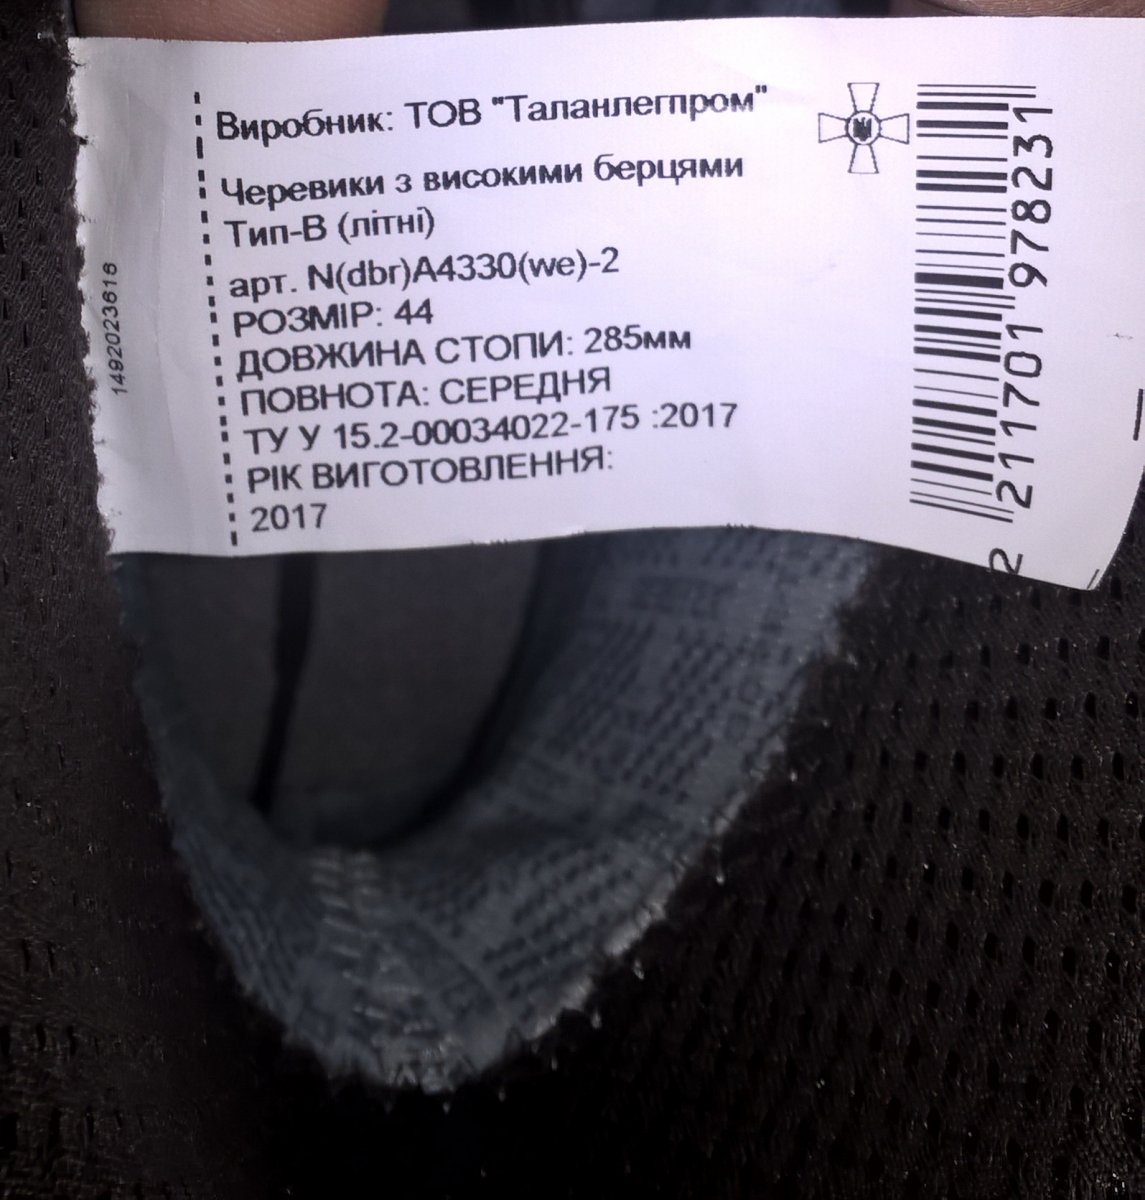 Виробник: ТОВ "Таланлегпром"
Черевики з високими берцями
Тип-В (літні)
арт. N(dbr)A4330(we)-2
РОЗМІР: 44
ДОВЖИНА СТОПИ: 285мм
ПОВНОТА: СЕРЕДНЯ
ТУ У 15.2-00034022-175 :2017
РІК ВИГОТОВЛЕННЯ:
2017
1492023618
2 211701 978231